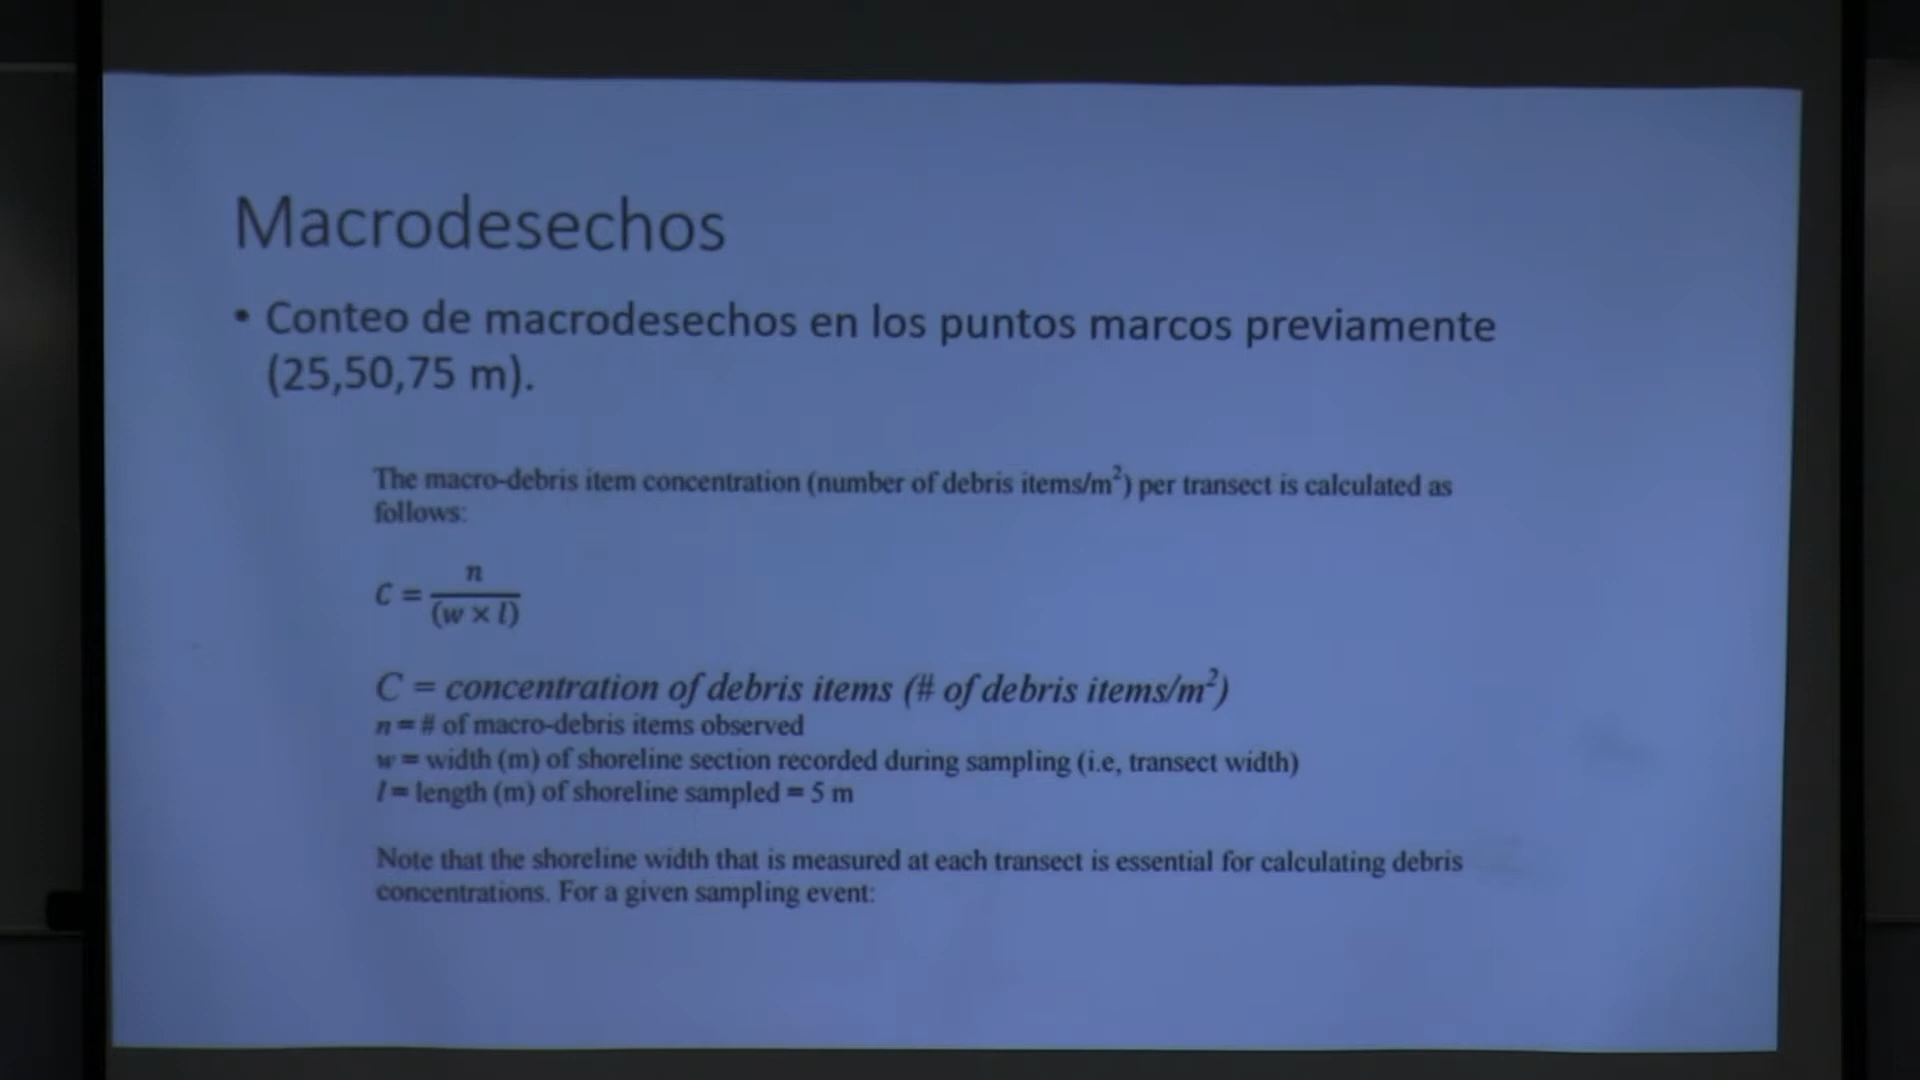 Macrodesechos
• Conteo de macrodesechos en los puntos marcos previamente
(25,50,75 m).
The macro-debris item concentration (number of debris items/m²) per transect is calculated as
follows:
C = n / (w × l)
C = concentration of debris items (# of debris items/m²)
n = # of macro-debris items observed
w = width (m) of shoreline section recorded during sampling (i.e, transect width)
l = length (m) of shoreline sampled = 5 m
Note that the shoreline width that is measured at each transect is essential for calculating debris
concentrations. For a given sampling event: